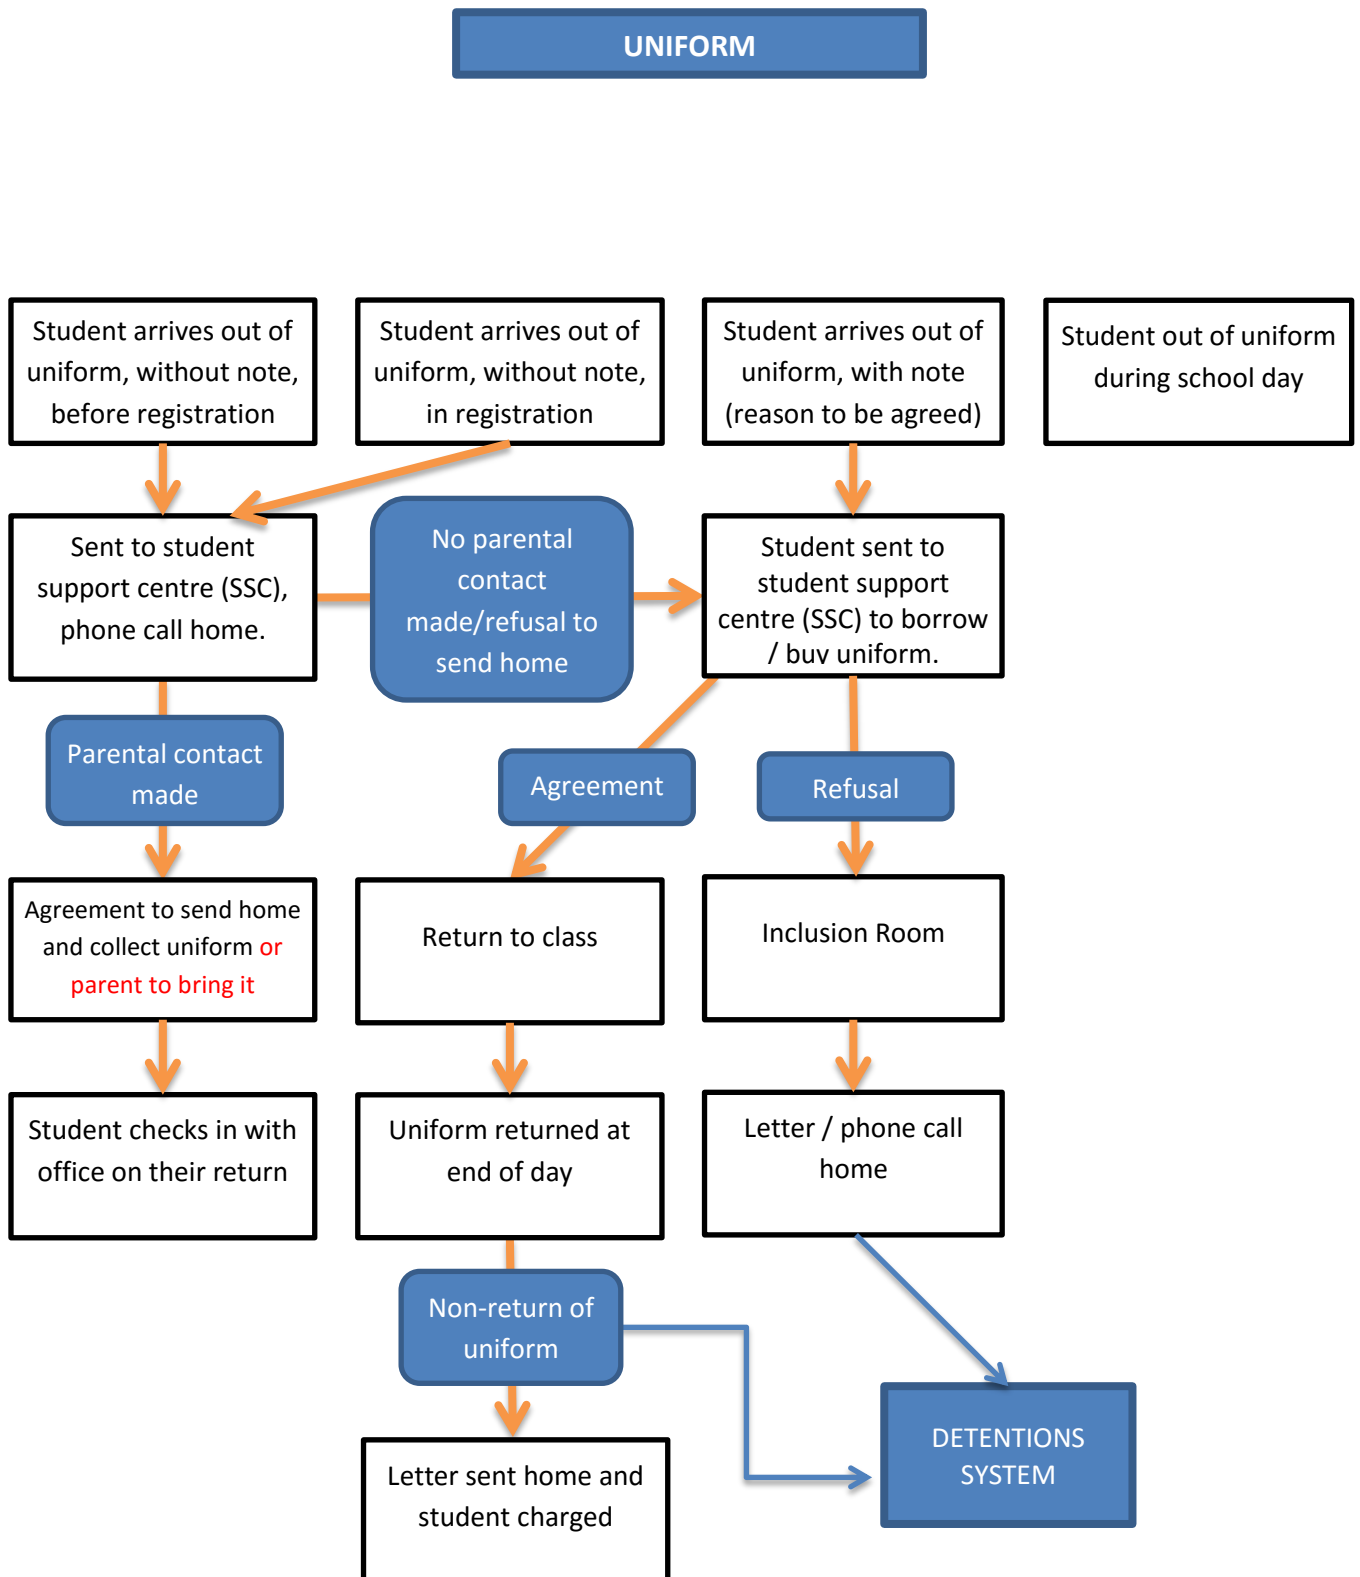 UNIFORM
Student arrives out of
uniform, without note,
before registration
Student arrives out of
uniform, without note,
in registration
Student arrives out of
uniform, with note
(reason to be agreed)
Student out of uniform
during school day
Sent to student
support centre (SSC),
phone call home.
No parental
contact
made/refusal to
send home
Student sent to
student support
centre (SSC) to borrow
/ buy uniform.
Parental contact
made
Agreement
Refusal
Agreement to send home
and collect uniform or
parent to bring it
Return to class
Inclusion Room
Student checks in with
office on their return
Uniform returned at
end of day
Letter / phone call
home
Non-return of
uniform
DETENTIONS
SYSTEM
Letter sent home and
student charged